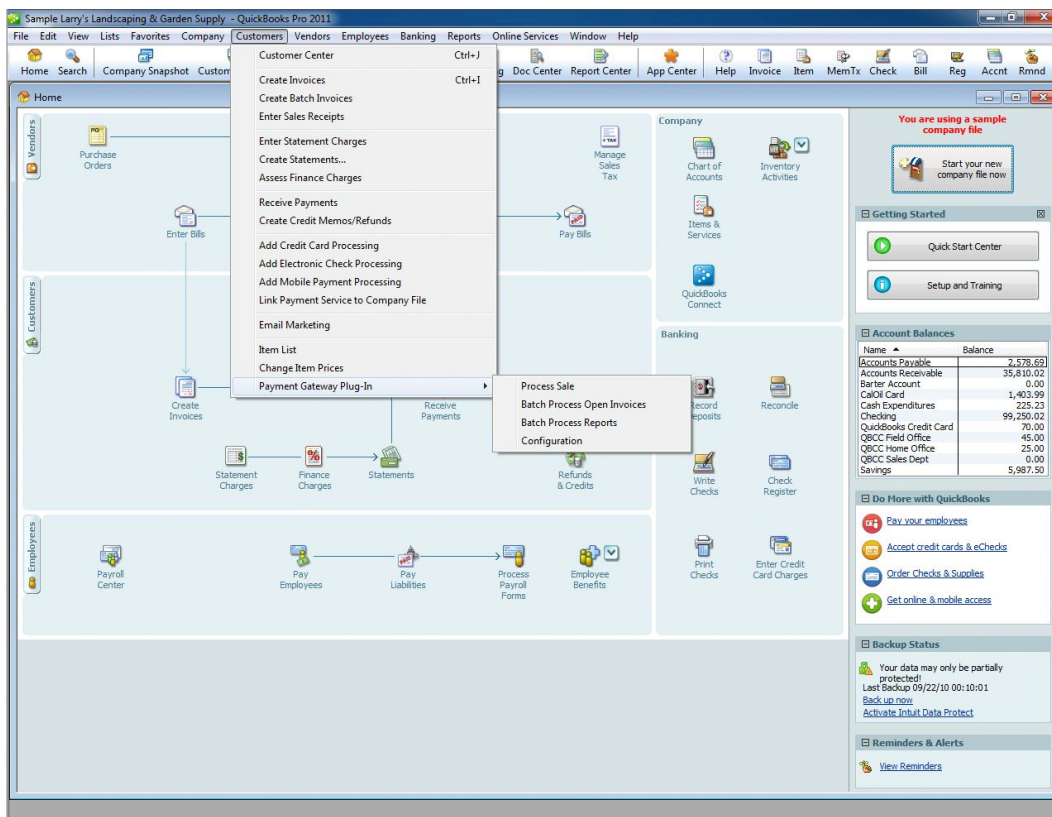 Sample Larry's Landscaping & Garden Supply - QuickBooks Pro 2011
File Edit View Lists Favorites Company Customers Vendors Employees Banking Reports Online Services Window Help
Home Search Company Snapshot Custom g Doc Center Report Center App Center Help Invoice Item MemTx Check Bill Reg Accnt Rmnd
Home
Customer Center Ctrl+J
Create Invoices Ctrl+I
Create Batch Invoices
Enter Sales Receipts
Enter Statement Charges
Create Statements...
Assess Finance Charges
Receive Payments
Create Credit Memos/Refunds
Add Credit Card Processing
Add Electronic Check Processing
Add Mobile Payment Processing
Link Payment Service to Company File
Email Marketing
Item List
Change Item Prices
Payment Gateway Plug-In
Process Sale
Batch Process Open Invoices
Batch Process Reports
Configuration
Vendors
Purchase
Orders
Manage
Sales
Tax
Enter Bills
Pay Bills
Customers
Create
Invoices
Receive
Payments
Statement
Charges
Finance
Charges
Statements
Refunds
& Credits
Employees
Payroll
Center
Pay
Employees
Pay
Liabilities
Process
Payroll
Forms
Employee
Benefits
Company
Chart of
Accounts
Inventory
Activities
Items &
Services
QuickBooks
Connect
Banking
Record
Deposits
Reconcile
Write
Checks
Check
Register
Print
Checks
Enter Credit
Card Charges
You are using a sample
company file
Start your new
company file now
Getting Started
Quick Start Center
Setup and Training
Account Balances
Name Balance
Accounts Payable 2,578.69
Accounts Receivable 35,810.02
Barter Account 0.00
CalOil Card 1,403.99
Cash Expenditures 225.23
Checking 99,250.02
QuickBooks Credit Card 70.00
QBCC Field Office 45.00
QBCC Home Office 25.00
QBCC Sales Dept 0.00
Savings 5,987.50
Do More with QuickBooks
Pay your employees
Accept credit cards & eChecks
Order Checks & Supplies
Get online & mobile access
Backup Status
Your data may only be partially
protected!
Last Backup 09/22/10 00:10:01
Back up now
Activate Intuit Data Protect
Reminders & Alerts
View Reminders